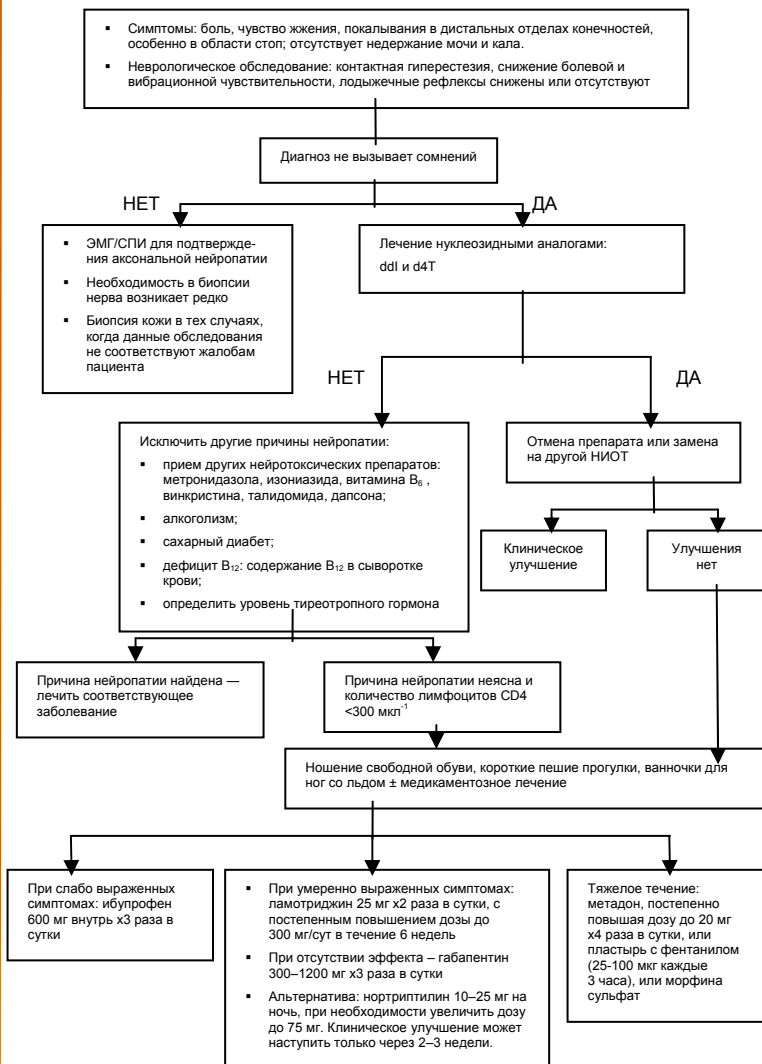 ▪ Симптомы: боль, чувство жжения, покалывания в дистальных отделах конечностей,
особенно в области стоп; отсутствует недержание мочи и кала.
▪ Неврологическое обследование: контактная гиперестезия, снижение болевой и
вибрационной чувствительности, лодыжечные рефлексы снижены или отсутствуют
Диагноз не вызывает сомнений
НЕТ
ДА
▪ ЭМГ/СПИ для подтвержде-
ния аксональной нейропатии
▪ Необходимость в биопсии
нерва возникает редко
▪ Биопсия кожи в тех случаях,
когда данные обследования
не соответствуют жалобам
пациента
Лечение нуклеозидными аналогами:
ddI и d4T
НЕТ
ДА
Исключить другие причины нейропатии:
▪ прием других нейротоксических препаратов:
метронидазола, изониазида, витамина B₆ ,
винкристина, талидомида, дапсона;
▪ алкоголизм;
▪ сахарный диабет;
▪ дефицит B₁₂: содержание B₁₂ в сыворотке
крови;
▪ определить уровень тиреотропного гормона
Отмена препарата или замена
на другой НИОТ
Клиническое
улучшение
Улучшения
нет
Причина нейропатии найдена —
лечить соответствующее
заболевание
Причина нейропатии неясна и
количество лимфоцитов CD4
<300 мкл⁻¹
Ношение свободной обуви, короткие пешие прогулки, ванночки для
ног со льдом ± медикаментозное лечение
При слабо выраженных
симптомах: ибупрофен
600 мг внутрь x3 раза в
сутки
▪ При умеренно выраженных симптомах:
ламотриджин 25 мг x2 раза в сутки, с
постепенным повышением дозы до
300 мг/сут в течение 6 недель
▪ При отсутствии эффекта – габапентин
300–1200 мг x3 раза в сутки
▪ Альтернатива: нортриптилин 10–25 мг на
ночь, при необходимости увеличить дозу
до 75 мг. Клиническое улучшение может
наступить только через 2–3 недели.
Тяжелое течение:
метадон, постепенно
повышая дозу до 20 мг
x4 раза в сутки, или
пластырь с фентанилом
(25-100 мкг каждые
3 часа), или морфина
сульфат